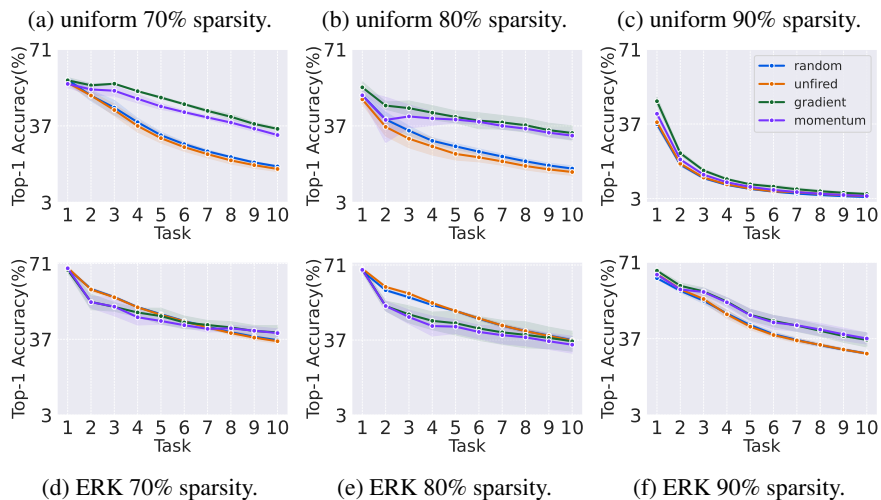 (a) uniform 70% sparsity.
(b) uniform 80% sparsity.
(c) uniform 90% sparsity.
Top-1 Accuracy(%)
71
37
3
1 2 3 4 5 6 7 8 9 10
Task
Top-1 Accuracy(%)
71
37
3
1 2 3 4 5 6 7 8 9 10
Task
Top-1 Accuracy(%)
71
37
3
1 2 3 4 5 6 7 8 9 10
Task
random
unfired
gradient
momentum
Top-1 Accuracy(%)
71
37
3
1 2 3 4 5 6 7 8 9 10
Task
Top-1 Accuracy(%)
71
37
3
1 2 3 4 5 6 7 8 9 10
Task
Top-1 Accuracy(%)
71
37
3
1 2 3 4 5 6 7 8 9 10
Task
(d) ERK 70% sparsity.
(e) ERK 80% sparsity.
(f) ERK 90% sparsity.